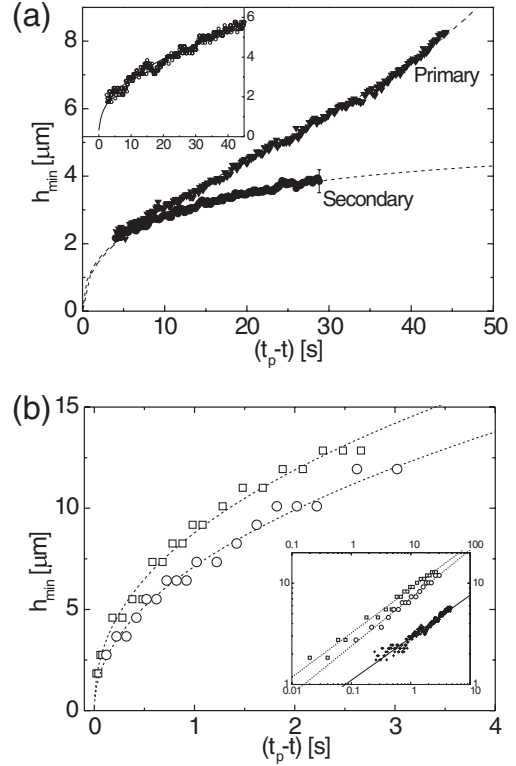 (a)
6
4
2
0
0 10 20 30 40
8
6
4
2
0
h_min [µm]
Primary
Secondary
0 10 20 30 40 50
(t_p-t) [s]
(b)
15
10
5
0
h_min [µm]
0.1 1 10 100
10
1
10
1
0.01 0.1 1 10
0 1 2 3 4
(t_p-t) [s]